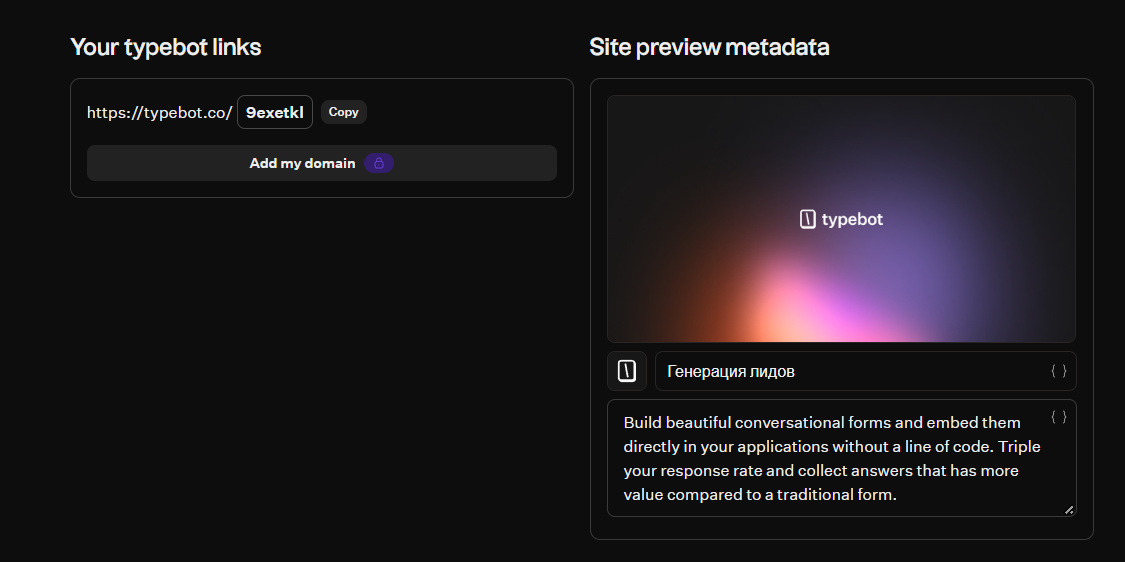 Your typebot links
https://typebot.co/ 9exetkl Copy
Add my domain
Site preview metadata
typebot
Генерация лидов
Build beautiful conversational forms and embed them
directly in your applications without a line of code. Triple
your response rate and collect answers that has more
value compared to a traditional form.